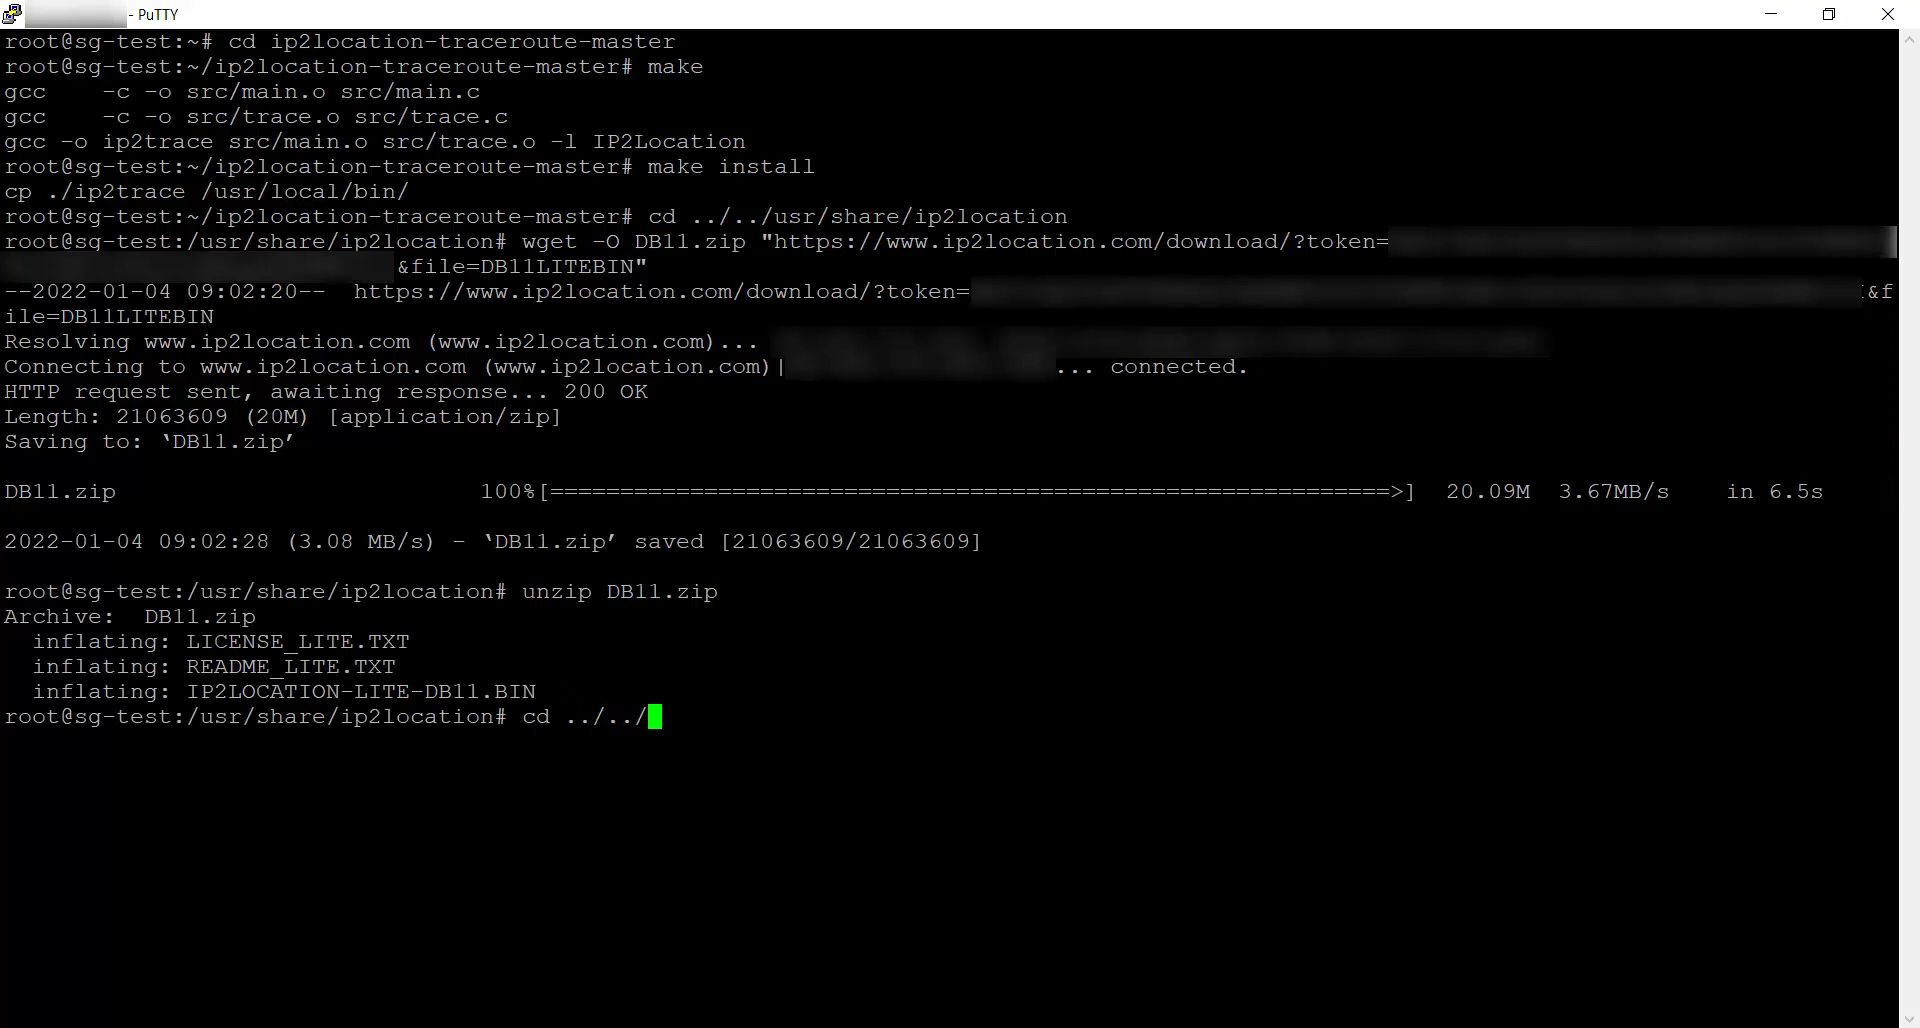 - PuTTY
root@sg-test:~# cd ip2location-traceroute-master
root@sg-test:~/ip2location-traceroute-master# make
gcc    -c -o src/main.o src/main.c
gcc    -c -o src/trace.o src/trace.c
gcc -o ip2trace src/main.o src/trace.o -l IP2Location
root@sg-test:~/ip2location-traceroute-master# make install
cp ./ip2trace /usr/local/bin/
root@sg-test:~/ip2location-traceroute-master# cd ../../usr/share/ip2location
root@sg-test:/usr/share/ip2location# wget -O DB11.zip "https://www.ip2location.com/download/?token=
&file=DB11LITEBIN"
--2022-01-04 09:02:20--  https://www.ip2location.com/download/?token= &f
ile=DB11LITEBIN
Resolving www.ip2location.com (www.ip2location.com)...
Connecting to www.ip2location.com (www.ip2location.com)| ... connected.
HTTP request sent, awaiting response... 200 OK
Length: 21063609 (20M) [application/zip]
Saving to: ‘DB11.zip’
DB11.zip                          100%[============================================================>]  20.09M  3.67MB/s    in 6.5s
2022-01-04 09:02:28 (3.08 MB/s) - ‘DB11.zip’ saved [21063609/21063609]
root@sg-test:/usr/share/ip2location# unzip DB11.zip
Archive:  DB11.zip
  inflating: LICENSE_LITE.TXT
  inflating: README_LITE.TXT
  inflating: IP2LOCATION-LITE-DB11.BIN
root@sg-test:/usr/share/ip2location# cd ../../